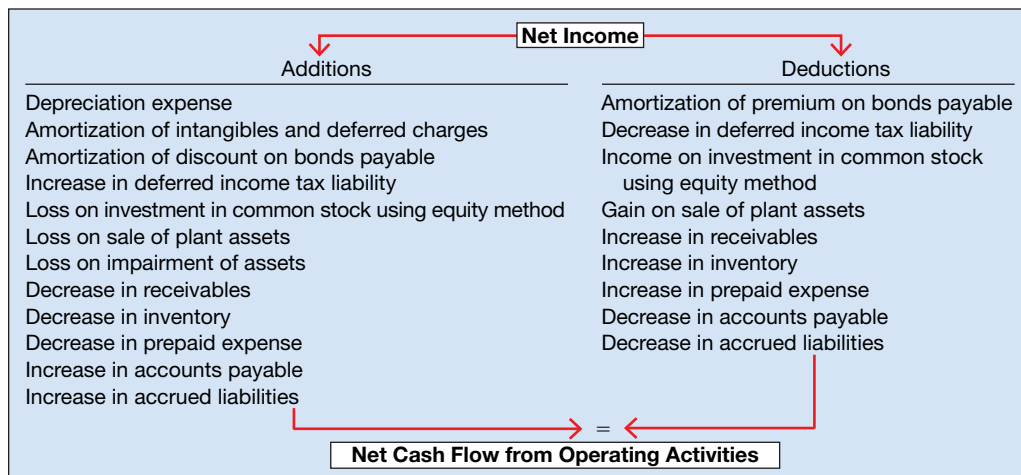 Net Income
Additions
Depreciation expense
Amortization of intangibles and deferred charges
Amortization of discount on bonds payable
Increase in deferred income tax liability
Loss on investment in common stock using equity method
Loss on sale of plant assets
Loss on impairment of assets
Decrease in receivables
Decrease in inventory
Decrease in prepaid expense
Increase in accounts payable
Increase in accrued liabilities
Deductions
Amortization of premium on bonds payable
Decrease in deferred income tax liability
Income on investment in common stock
using equity method
Gain on sale of plant assets
Increase in receivables
Increase in inventory
Increase in prepaid expense
Decrease in accounts payable
Decrease in accrued liabilities
=
Net Cash Flow from Operating Activities